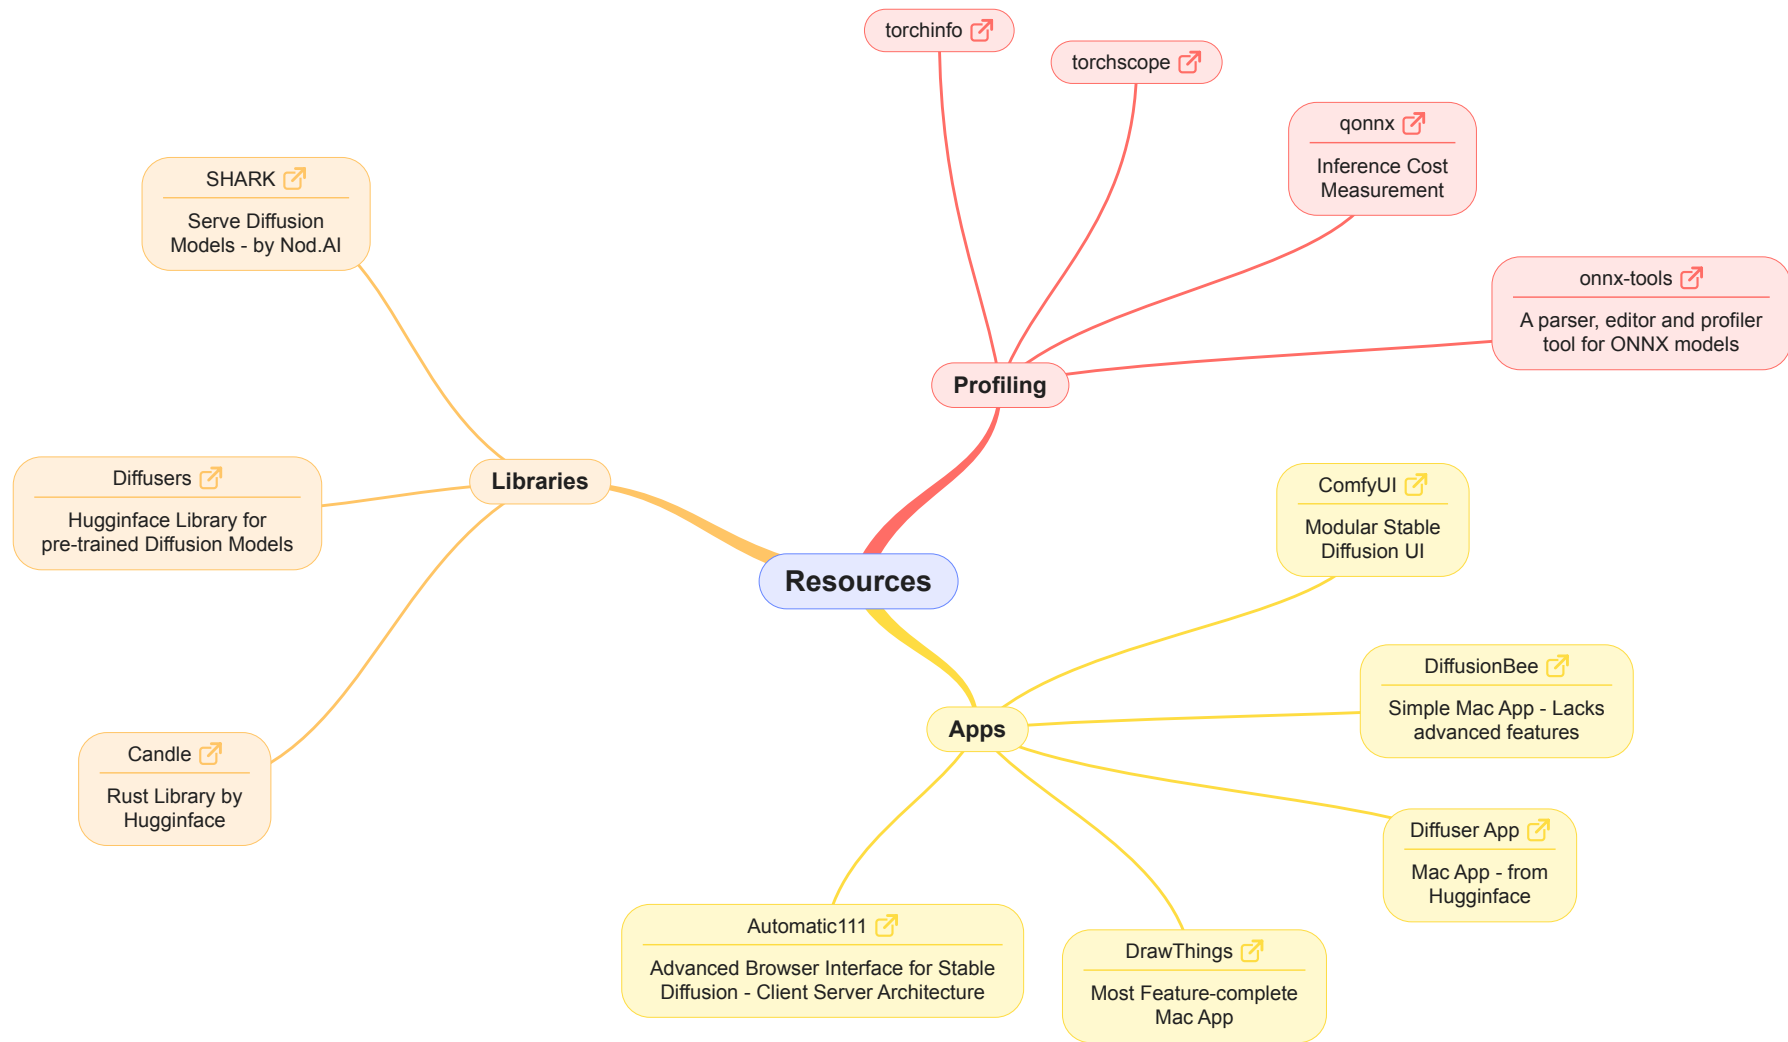 torchinfo
torchscope
qonnx
Inference Cost
Measurement
onnx-tools
A parser, editor and profiler
tool for ONNX models
Profiling
SHARK
Serve Diffusion
Models - by Nod.AI
Libraries
Diffusers
Hugginface Library for
pre-trained Diffusion Models
Candle
Rust Library by
Hugginface
Resources
ComfyUI
Modular Stable
Diffusion UI
DiffusionBee
Simple Mac App - Lacks
advanced features
Apps
Diffuser App
Mac App - from
Hugginface
Automatic111
Advanced Browser Interface for Stable
Diffusion - Client Server Architecture
DrawThings
Most Feature-complete
Mac App